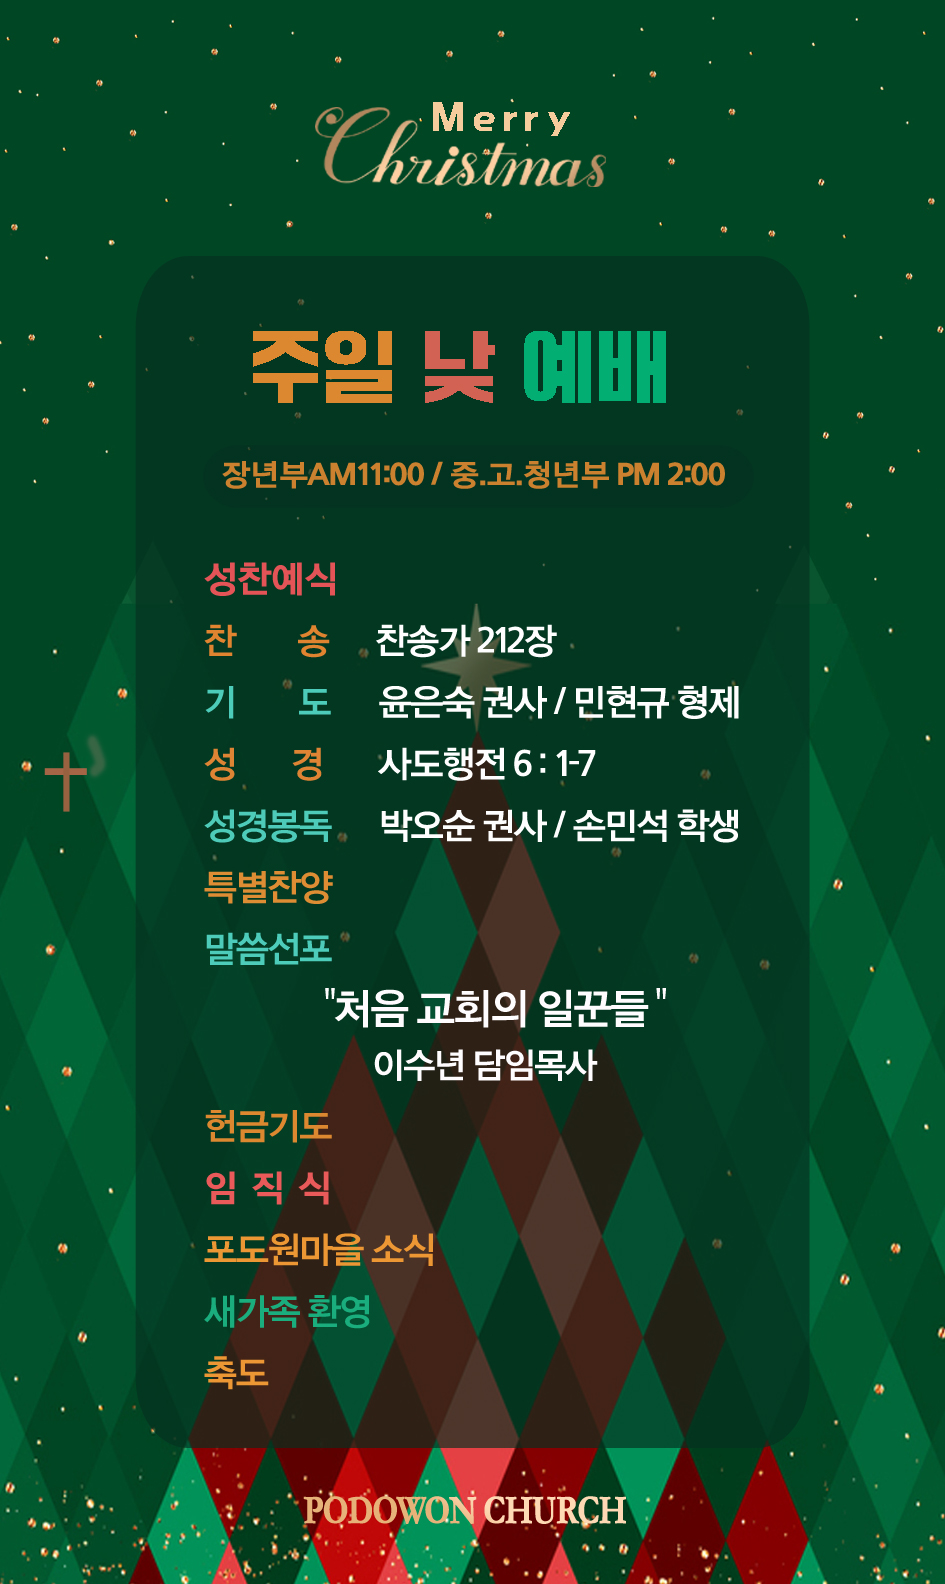 Merry
Christmas
주일 낮 예배
장년부AM11:00 / 중.고.청년부 PM 2:00
성찬예식
찬 송 찬송가 212장
기 도 윤은숙 권사 / 민현규 형제
성 경 사도행전 6 : 1-7
성경봉독 박오순 권사 / 손민석 학생
특별찬양
말씀선포
"처음 교회의 일꾼들 "
이수년 담임목사
헌금기도
임 직 식
포도원마을 소식
새가족 환영
축도
PODOWON CHURCH